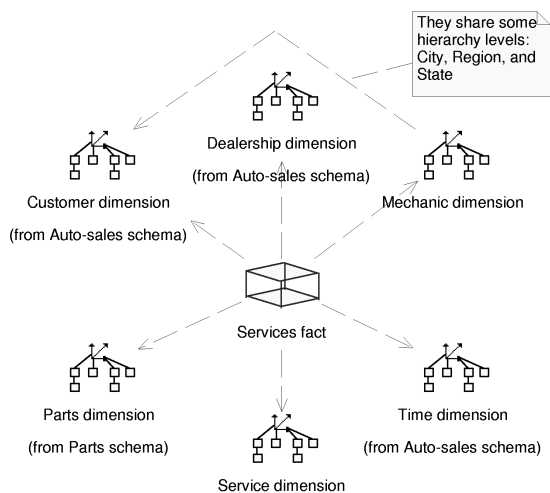 They share some
hierarchy levels:
City, Region, and
State
Dealership dimension
(from Auto-sales schema)
Customer dimension
(from Auto-sales schema)
Mechanic dimension
Services fact
Parts dimension
(from Parts schema)
Time dimension
(from Auto-sales schema)
Service dimension